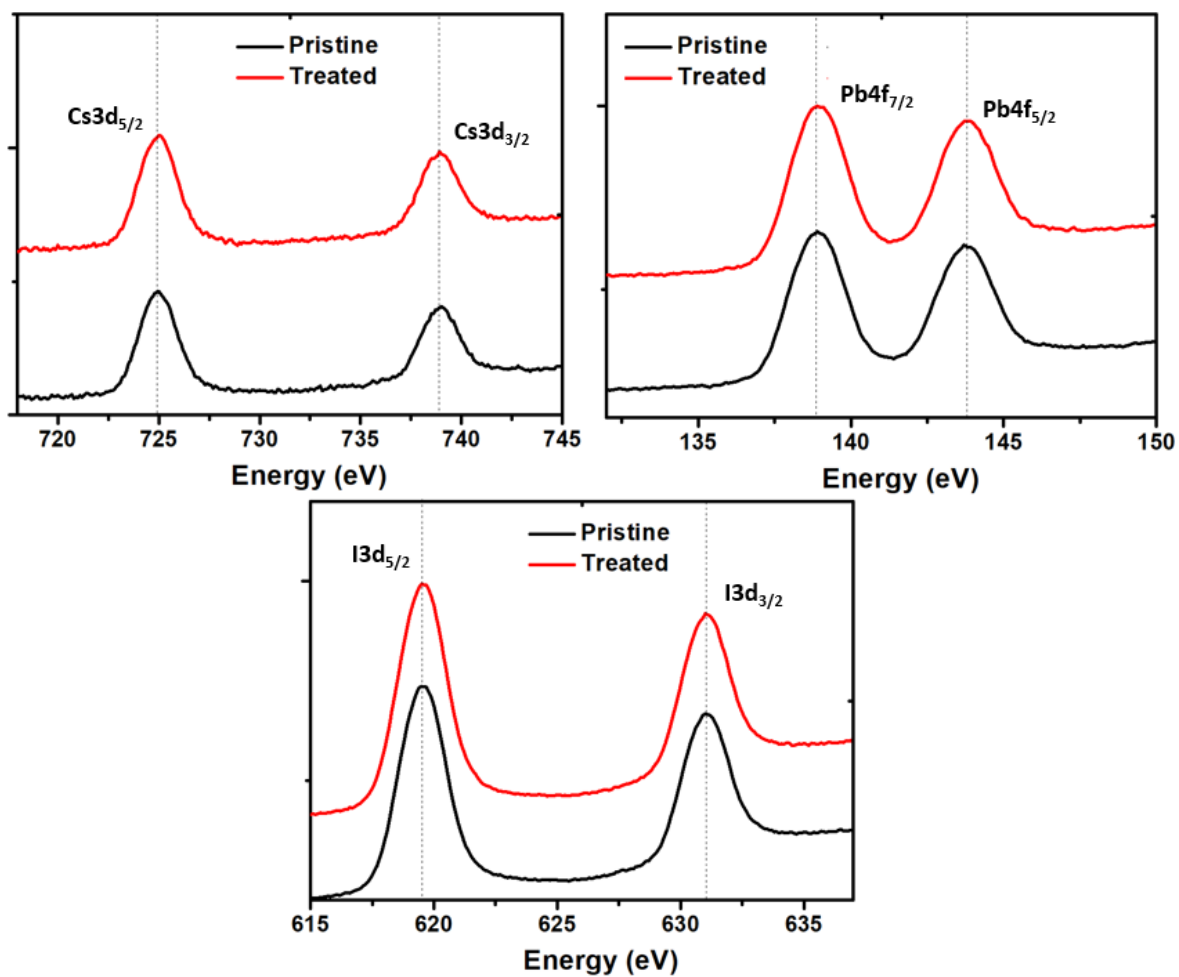 Pristine
Treated
Cs3d5/2
Cs3d3/2
720 725 730 735 740 745
Energy (eV)
Pristine
Treated
Pb4f7/2
Pb4f5/2
135 140 145 150
Energy (eV)
Pristine
Treated
I3d5/2
I3d3/2
615 620 625 630 635
Energy (eV)